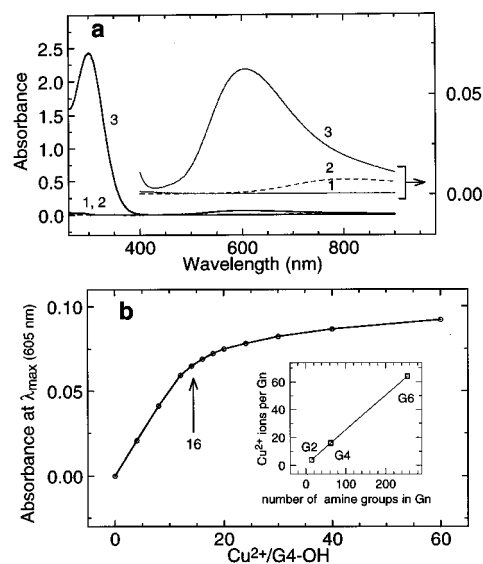 a
Absorbance
2.5
2.0
1.5
1.0
0.5
0.0
3
1, 2
3
2
1
0.05
0.00
400
600
800
Wavelength (nm)
b
Absorbance at λmax (605 nm)
0.10
0.05
0.00
16
Cu2+ ions per Gn
60
40
20
0
G2
G4
G6
0
100
200
number of amine groups in Gn
0
20
40
60
Cu2+/G4-OH